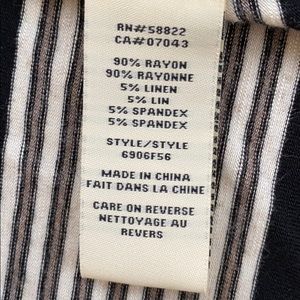 RN#58822
CA#07043
90% RAYON
90% RAYONNE
5% LINEN
5% LIN
5% SPANDEX
5% SPANDEX
STYLE/STYLE
6906F56
MADE IN CHINA
FAIT DANS LA CHINE
CARE ON REVERSE
NETTOYAGE AU
REVERS